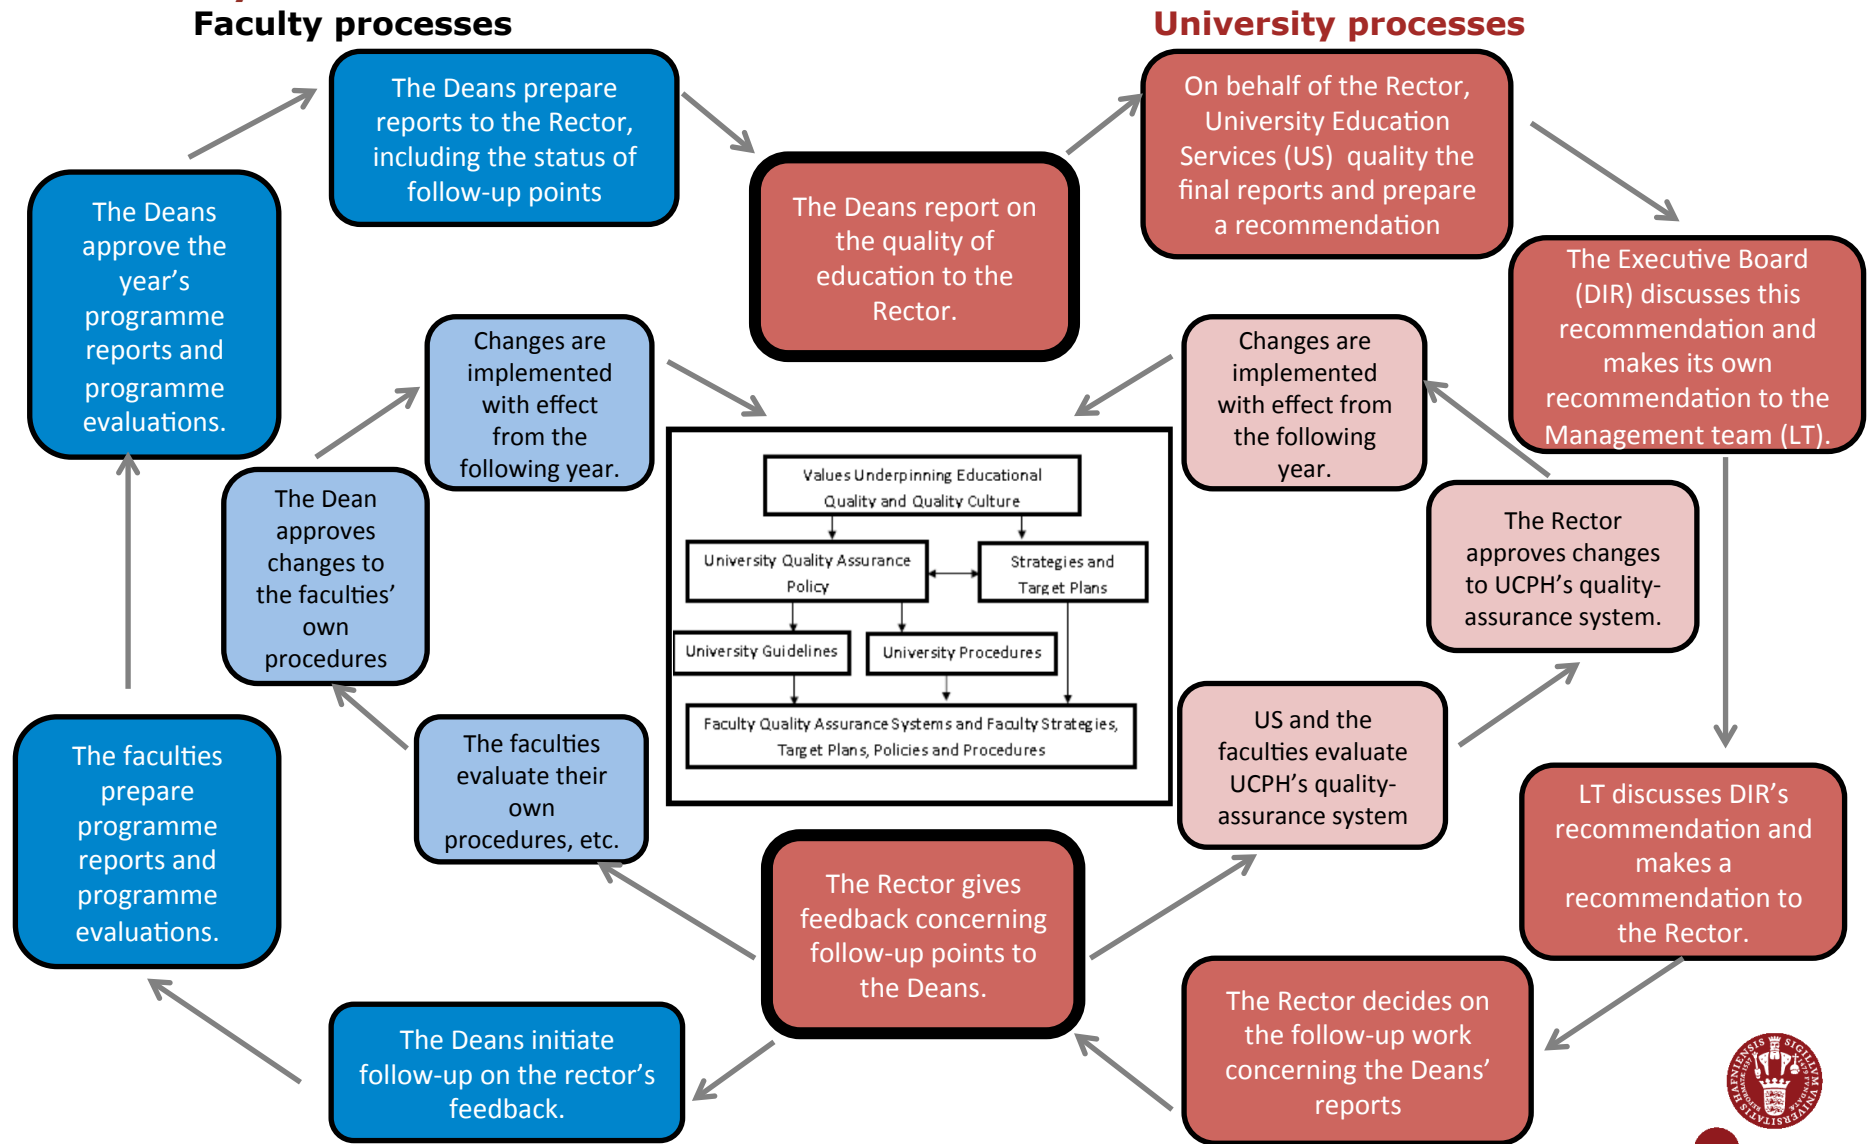 Faculty processes
University processes
The Deans prepare
reports to the Rector,
including the status of
follow-up points
On behalf of the Rector,
University Education
Services (US) quality the
final reports and prepare
a recommendation
The Deans
approve the
year's
programme
reports and
programme
evaluations.
The Deans report on
the quality of
education to the
Rector.
The Executive Board
(DIR) discusses this
recommendation and
makes its own
recommendation to the
Management team (LT).
Changes are
implemented
with effect
from the
following year.
Changes are
implemented
with effect from
the following
year.
The Dean
approves
changes to
the faculties'
own
procedures
Values Underpinning Educational
Quality and Quality Culture
University Quality Assurance
Policy
Strategies and
Target Plans
University Guidelines
University Procedures
Faculty Quality Assurance Systems and Faculty Strategies,
Target Plans, Policies and Procedures
The Rector
approves changes
to UCPH's quality-
assurance system.
The faculties
prepare
programme
reports and
programme
evaluations.
The faculties
evaluate their
own
procedures, etc.
US and the
faculties evaluate
UCPH's quality-
assurance system
LT discusses DIR's
recommendation and
makes a
recommendation to
the Rector.
The Rector gives
feedback concerning
follow-up points to
the Deans.
The Deans initiate
follow-up on the rector's
feedback.
The Rector decides on
the follow-up work
concerning the Deans'
reports
SIGILLVM VNIVERSITATIS HAFNIENSIS